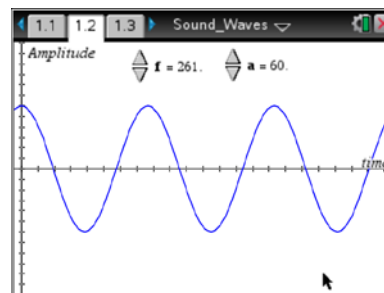 1.1 1.2 1.3 Sound_Waves
Amplitude f = 261. a = 60.
time